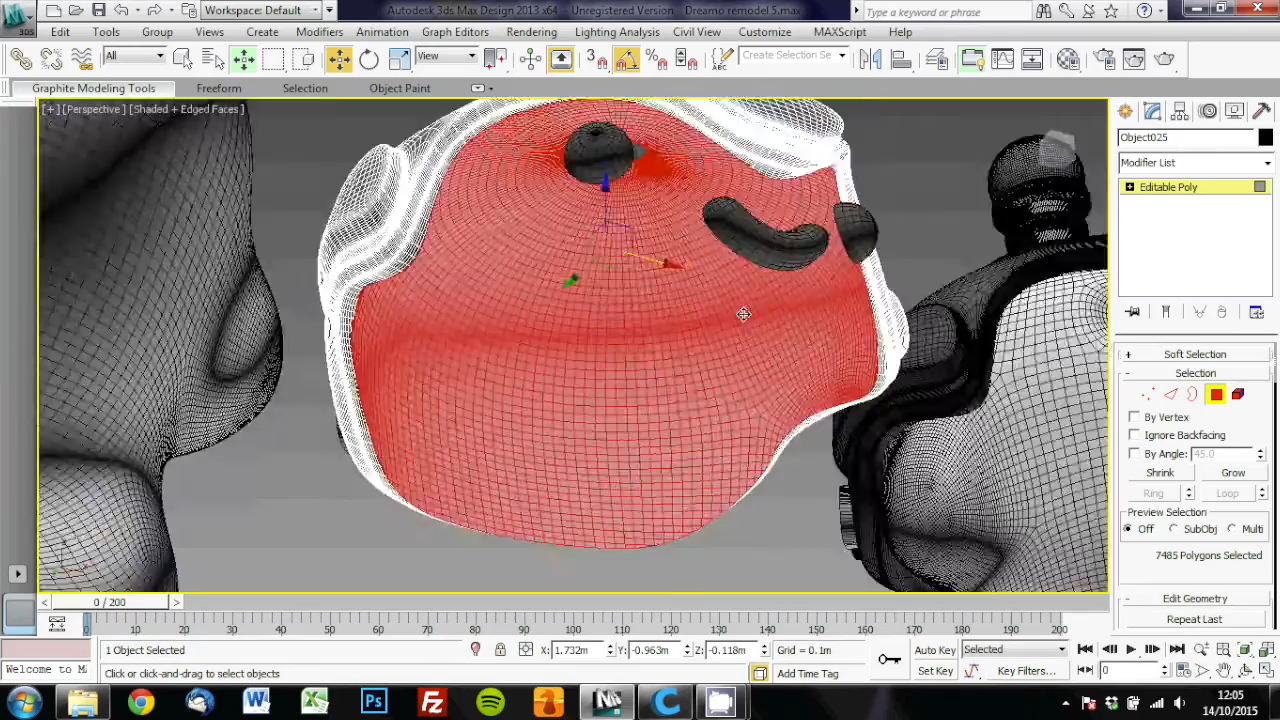 Workspace: Default
Autodesk 3ds Max Design 2013 x64 - Unregistered Version - Dreamo remodel 5.max
Type a keyword or phrase
3DS
Edit Tools Group Views Create Modifiers Animation Graph Editors Rendering Lighting Analysis Civil View Customize MAXScript Help
All View 3 % ABC Create Selection Se
Graphite Modeling Tools Freeform Selection Object Paint
[ + ] [Perspective ] [Shaded + Edged Faces ]
Object025
Modifier List
Editable Poly
+ Soft Selection
- Selection
By Vertex
Ignore Backfacing
By Angle: 45.0
Shrink Grow
Ring Loop
Preview Selection
Off SubObj Multi
7485 Polygons Selected
- Edit Geometry
Repeat Last
< 0 / 200 >
0 10 20 30 40 50 60 70 80 90 100 110 120 130 140 150 160 170 180 190 200
1 Object Selected X: 1.732m Y: -0.963m Z: -0.118m Grid = 0.1m Auto Key Selected
Welcome to M. Click or click-and-drag to select objects Add Time Tag Set Key Key Filters... 0
12:05
14/10/2015